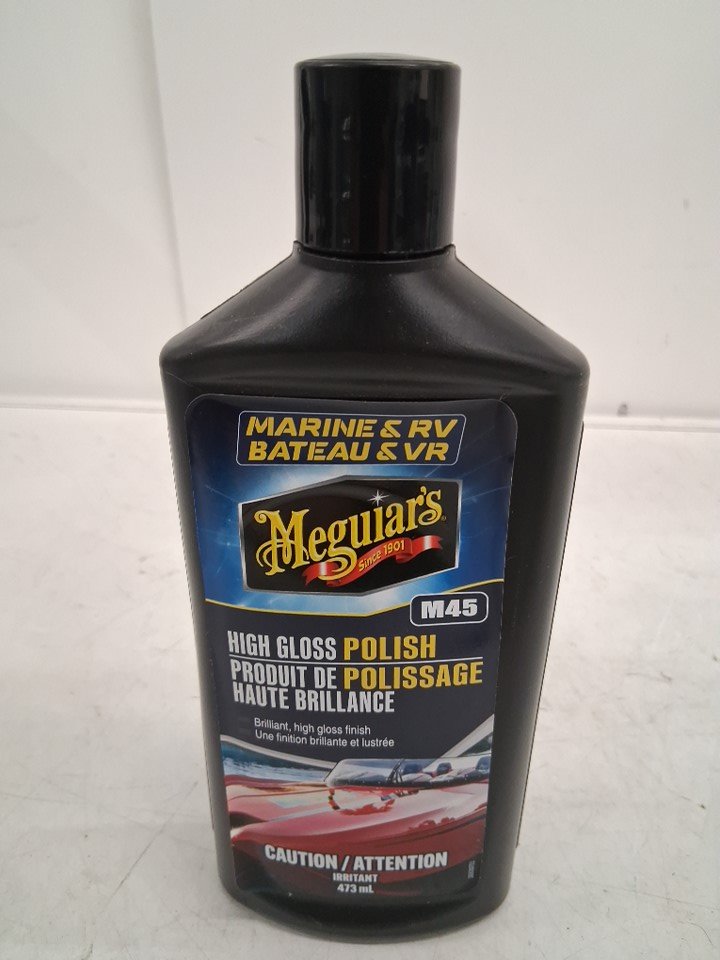 MARINE & RV
BATEAU & VR
Meguiar's
Since 1901
M45
HIGH GLOSS POLISH
PRODUIT DE POLISSAGE
HAUTE BRILLANCE
Brilliant, high gloss finish
Une finition brillante et lustrée
CAUTION / ATTENTION
IRRITANT
473 mL